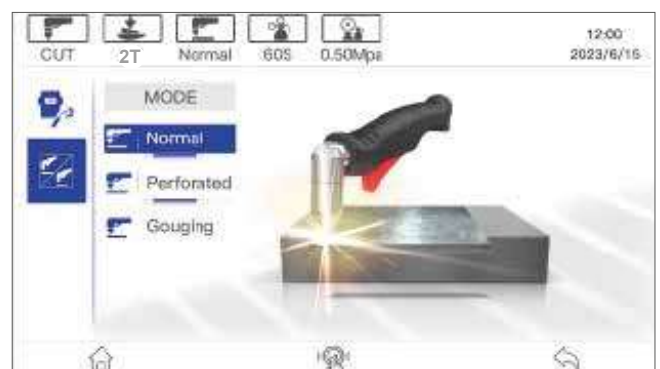 CUT 2T Normal 60S 0.50Mpa
12:00
2023/6/15
MODE
Normal
Perforated
Gouging